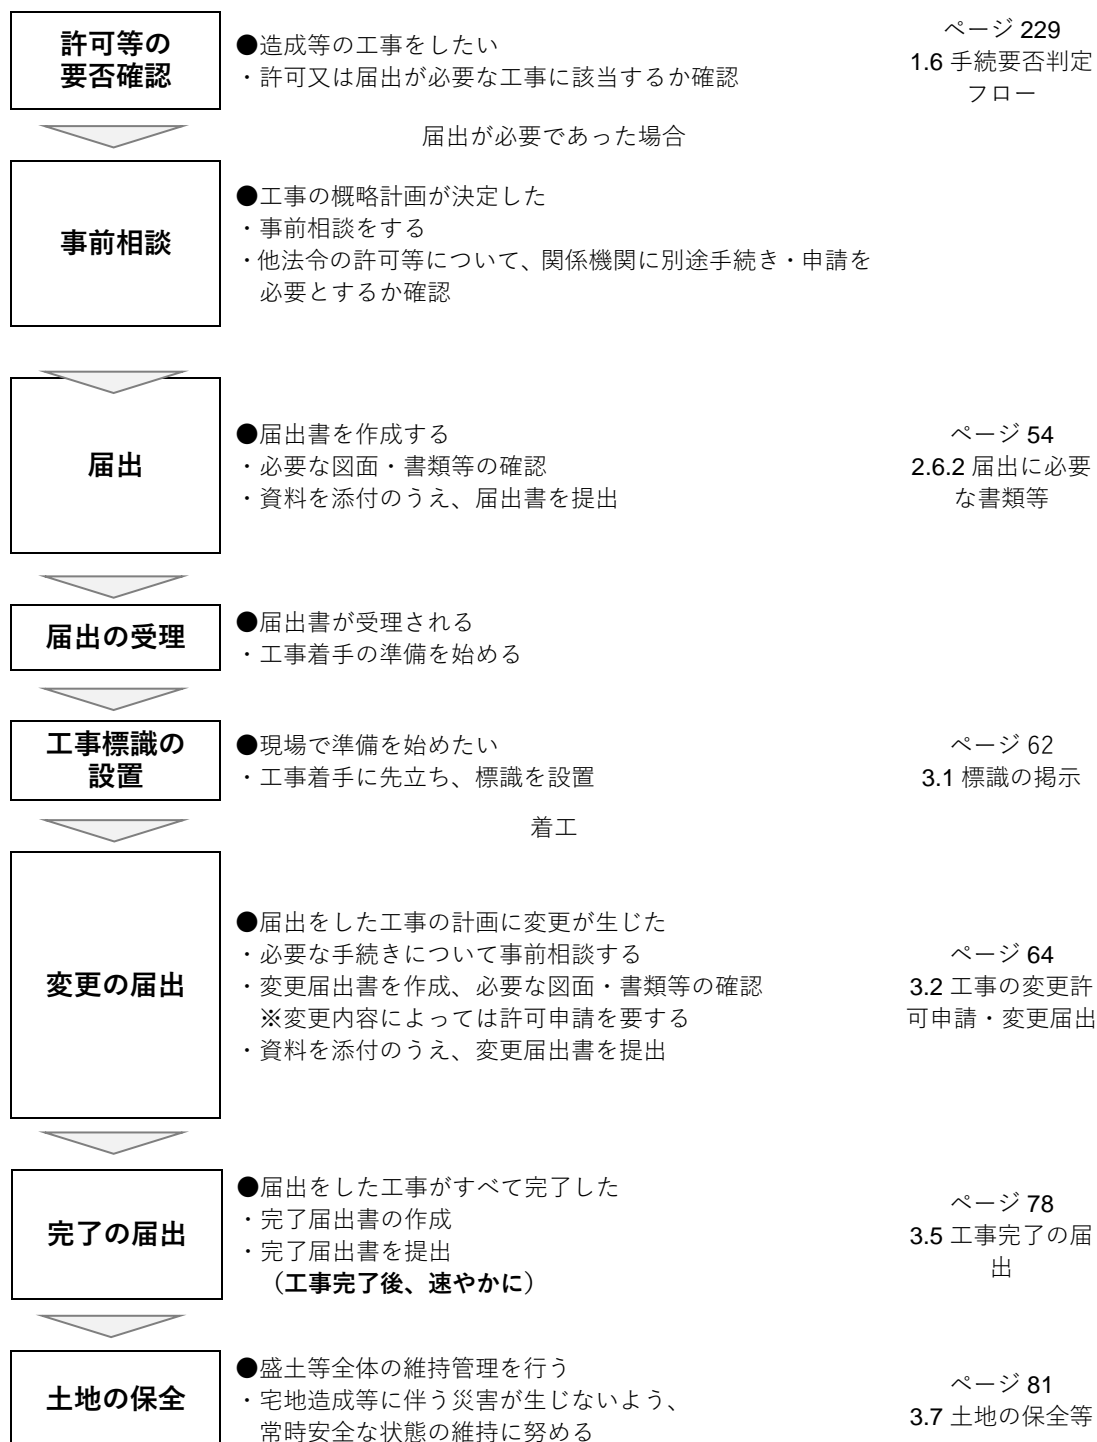 許可等の
要否確認
●造成等の工事をしたい
・許可又は届出が必要な工事に該当するか確認
ページ 229
1.6 手続要否判定
フロー
届出が必要であった場合
事前相談
●工事の概略計画が決定した
・事前相談をする
・他法令の許可等について、関係機関に別途手続き・申請を
必要とするか確認
届出
●届出書を作成する
・必要な図面・書類等の確認
・資料を添付のうえ、届出書を提出
ページ 54
2.6.2 届出に必要
な書類等
届出の受理
●届出書が受理される
・工事着手の準備を始める
工事標識の
設置
●現場で準備を始めたい
・工事着手に先立ち、標識を設置
ページ 62
3.1 標識の掲示
着工
変更の届出
●届出をした工事の計画に変更が生じた
・必要な手続きについて事前相談する
・変更届出書を作成、必要な図面・書類等の確認
※変更内容によっては許可申請を要する
・資料を添付のうえ、変更届出書を提出
ページ 64
3.2 工事の変更許
可申請・変更届出
完了の届出
●届出をした工事がすべて完了した
・完了届出書の作成
・完了届出書を提出
（工事完了後、速やかに）
ページ 78
3.5 工事完了の届
出
土地の保全
●盛土等全体の維持管理を行う
・宅地造成等に伴う災害が生じないよう、
常時安全な状態の維持に努める
ページ 81
3.7 土地の保全等